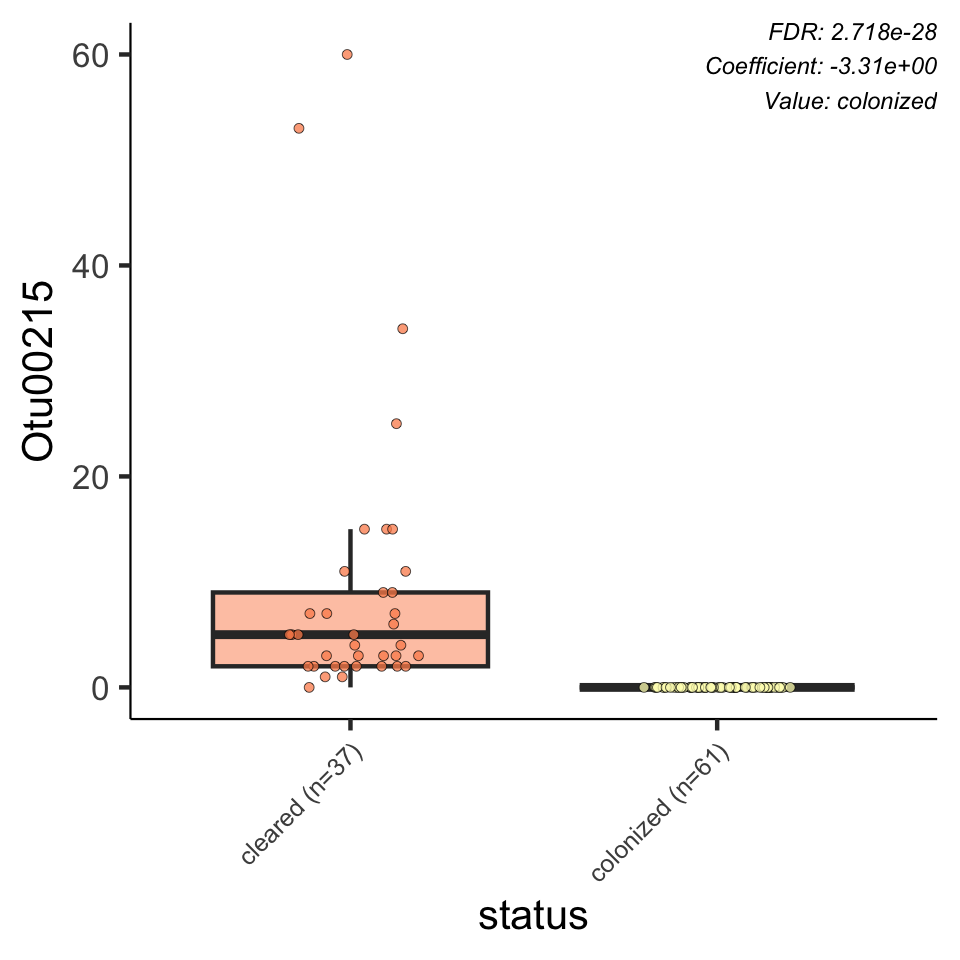 FDR: 2.718e-28
Coefficient: -3.31e+00
Value: colonized
60
40
20
0
Otu00215
cleared (n=37)
colonized (n=61)
status